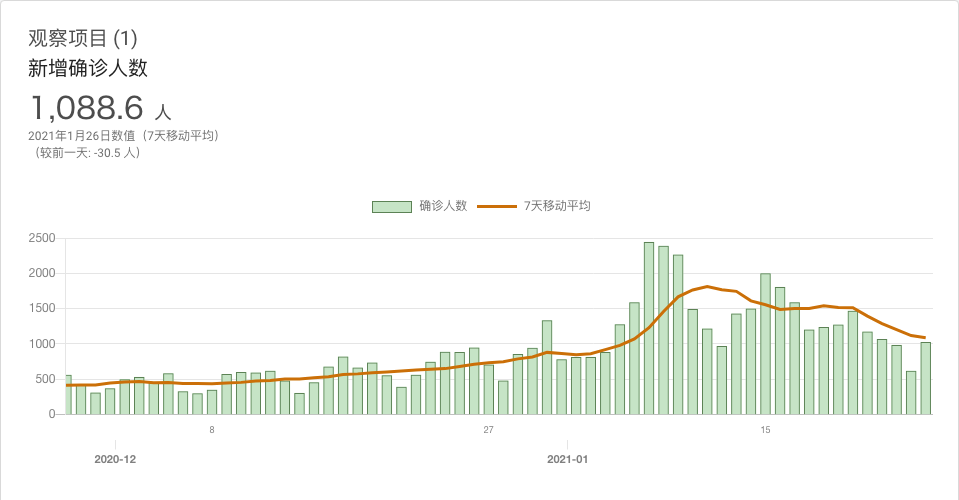 观察项目 (1)
新增确诊人数
1,088.6 人
2021年1月26日数值（7天移动平均）
（较前一天: -30.5 人）
确诊人数 7天移动平均
2500
2000
1500
1000
500
0
8 27 15
2020-12 2021-01